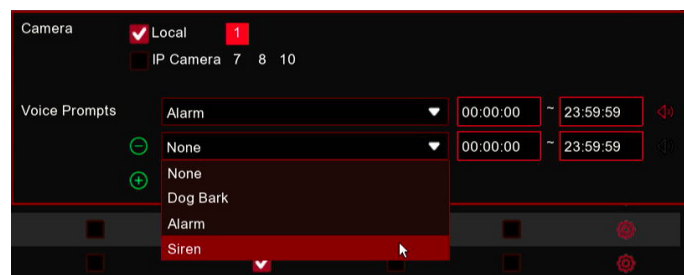 Camera Local 1
IP Camera 7 8 10
Voice Prompts Alarm 00:00:00 ~ 23:59:59
None 00:00:00 ~ 23:59:59
None
Dog Bark
Alarm
Siren